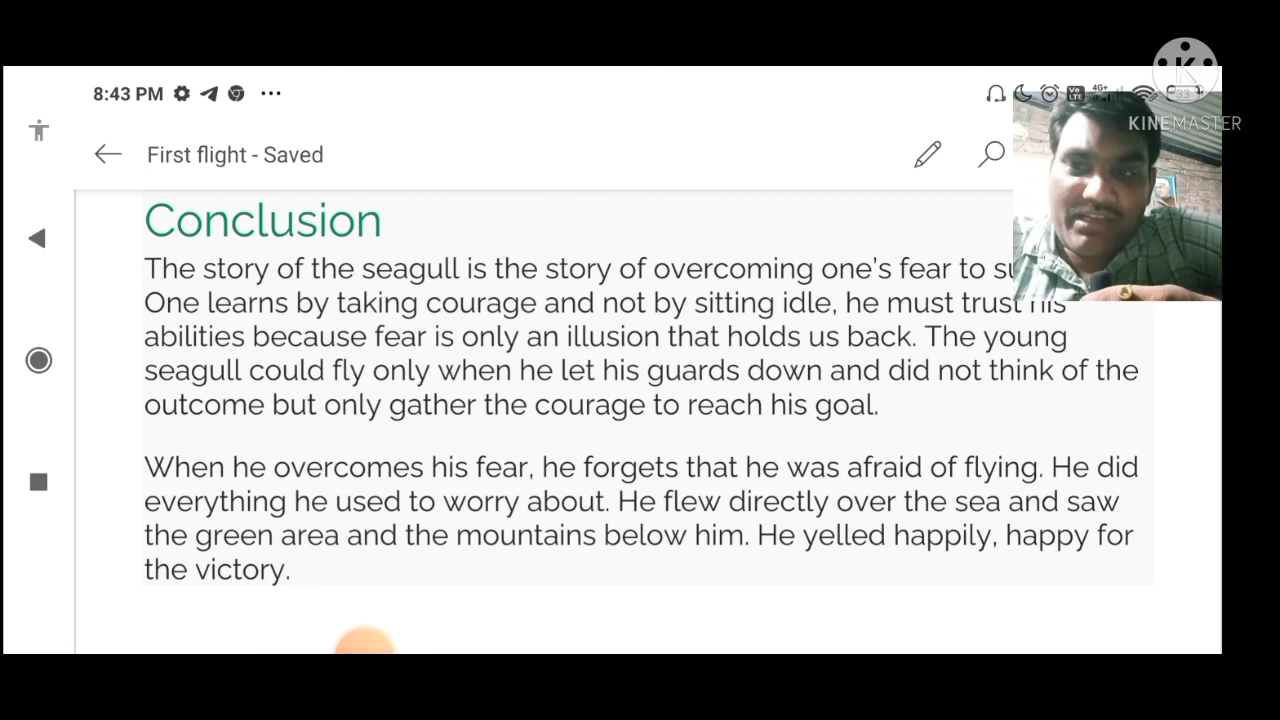 8:43 PM
4G+
Vo LTE
33
KINEMASTER
First flight - Saved
Conclusion
The story of the seagull is the story of overcoming one's fear to
One learns by taking courage and not by sitting idle, he must trust his
abilities because fear is only an illusion that holds us back. The young
seagull could fly only when he let his guards down and did not think of the
outcome but only gather the courage to reach his goal.
When he overcomes his fear, he forgets that he was afraid of flying. He did
everything he used to worry about. He flew directly over the sea and saw
the green area and the mountains below him. He yelled happily, happy for
the victory.